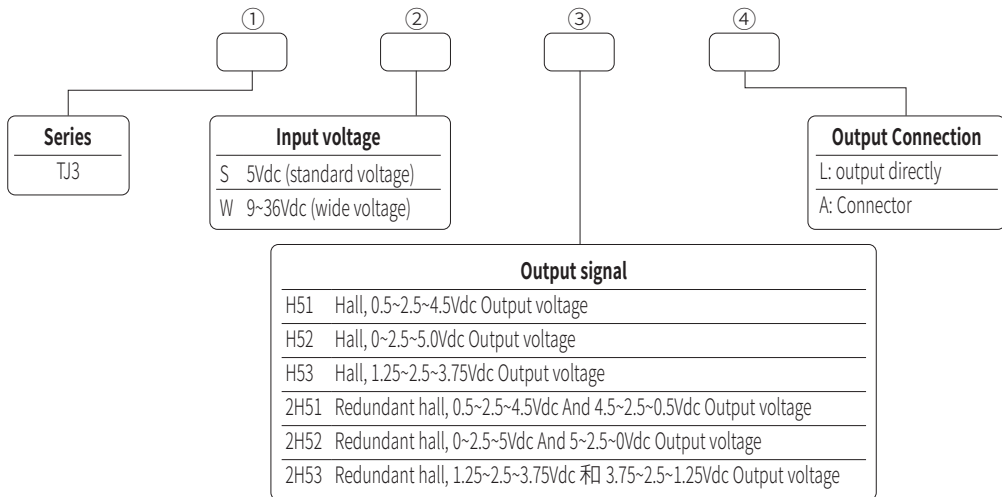 ① ② ③ ④
Series
TJ3
Input voltage
S 5Vdc (standard voltage)
W 9~36Vdc (wide voltage)
Output Connection
L: output directly
A: Connector
Output signal
H51 Hall, 0.5~2.5~4.5Vdc Output voltage
H52 Hall, 0~2.5~5.0Vdc Output voltage
H53 Hall, 1.25~2.5~3.75Vdc Output voltage
2H51 Redundant hall, 0.5~2.5~4.5Vdc And 4.5~2.5~0.5Vdc Output voltage
2H52 Redundant hall, 0~2.5~5Vdc And 5~2.5~0Vdc Output voltage
2H53 Redundant hall, 1.25~2.5~3.75Vdc 和 3.75~2.5~1.25Vdc Output voltage